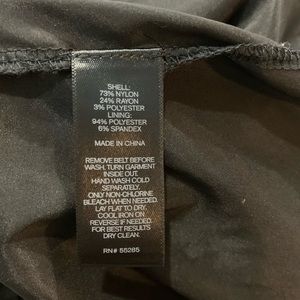 SHELL:
73% NYLON
24% RAYON
3% POLYESTER
LINING:
94% POLYESTER
6% SPANDEX
MADE IN CHINA
REMOVE BELT BEFORE
WASH. TURN GARMENT
INSIDE OUT.
HAND WASH COLD
SEPARATELY.
ONLY NON-CHLORINE
BLEACH WHEN NEEDED.
LAY FLAT TO DRY.
COOL IRON ON
REVERSE IF NEEDED.
FOR BEST RESULTS
DRY CLEAN.
RN# 55285